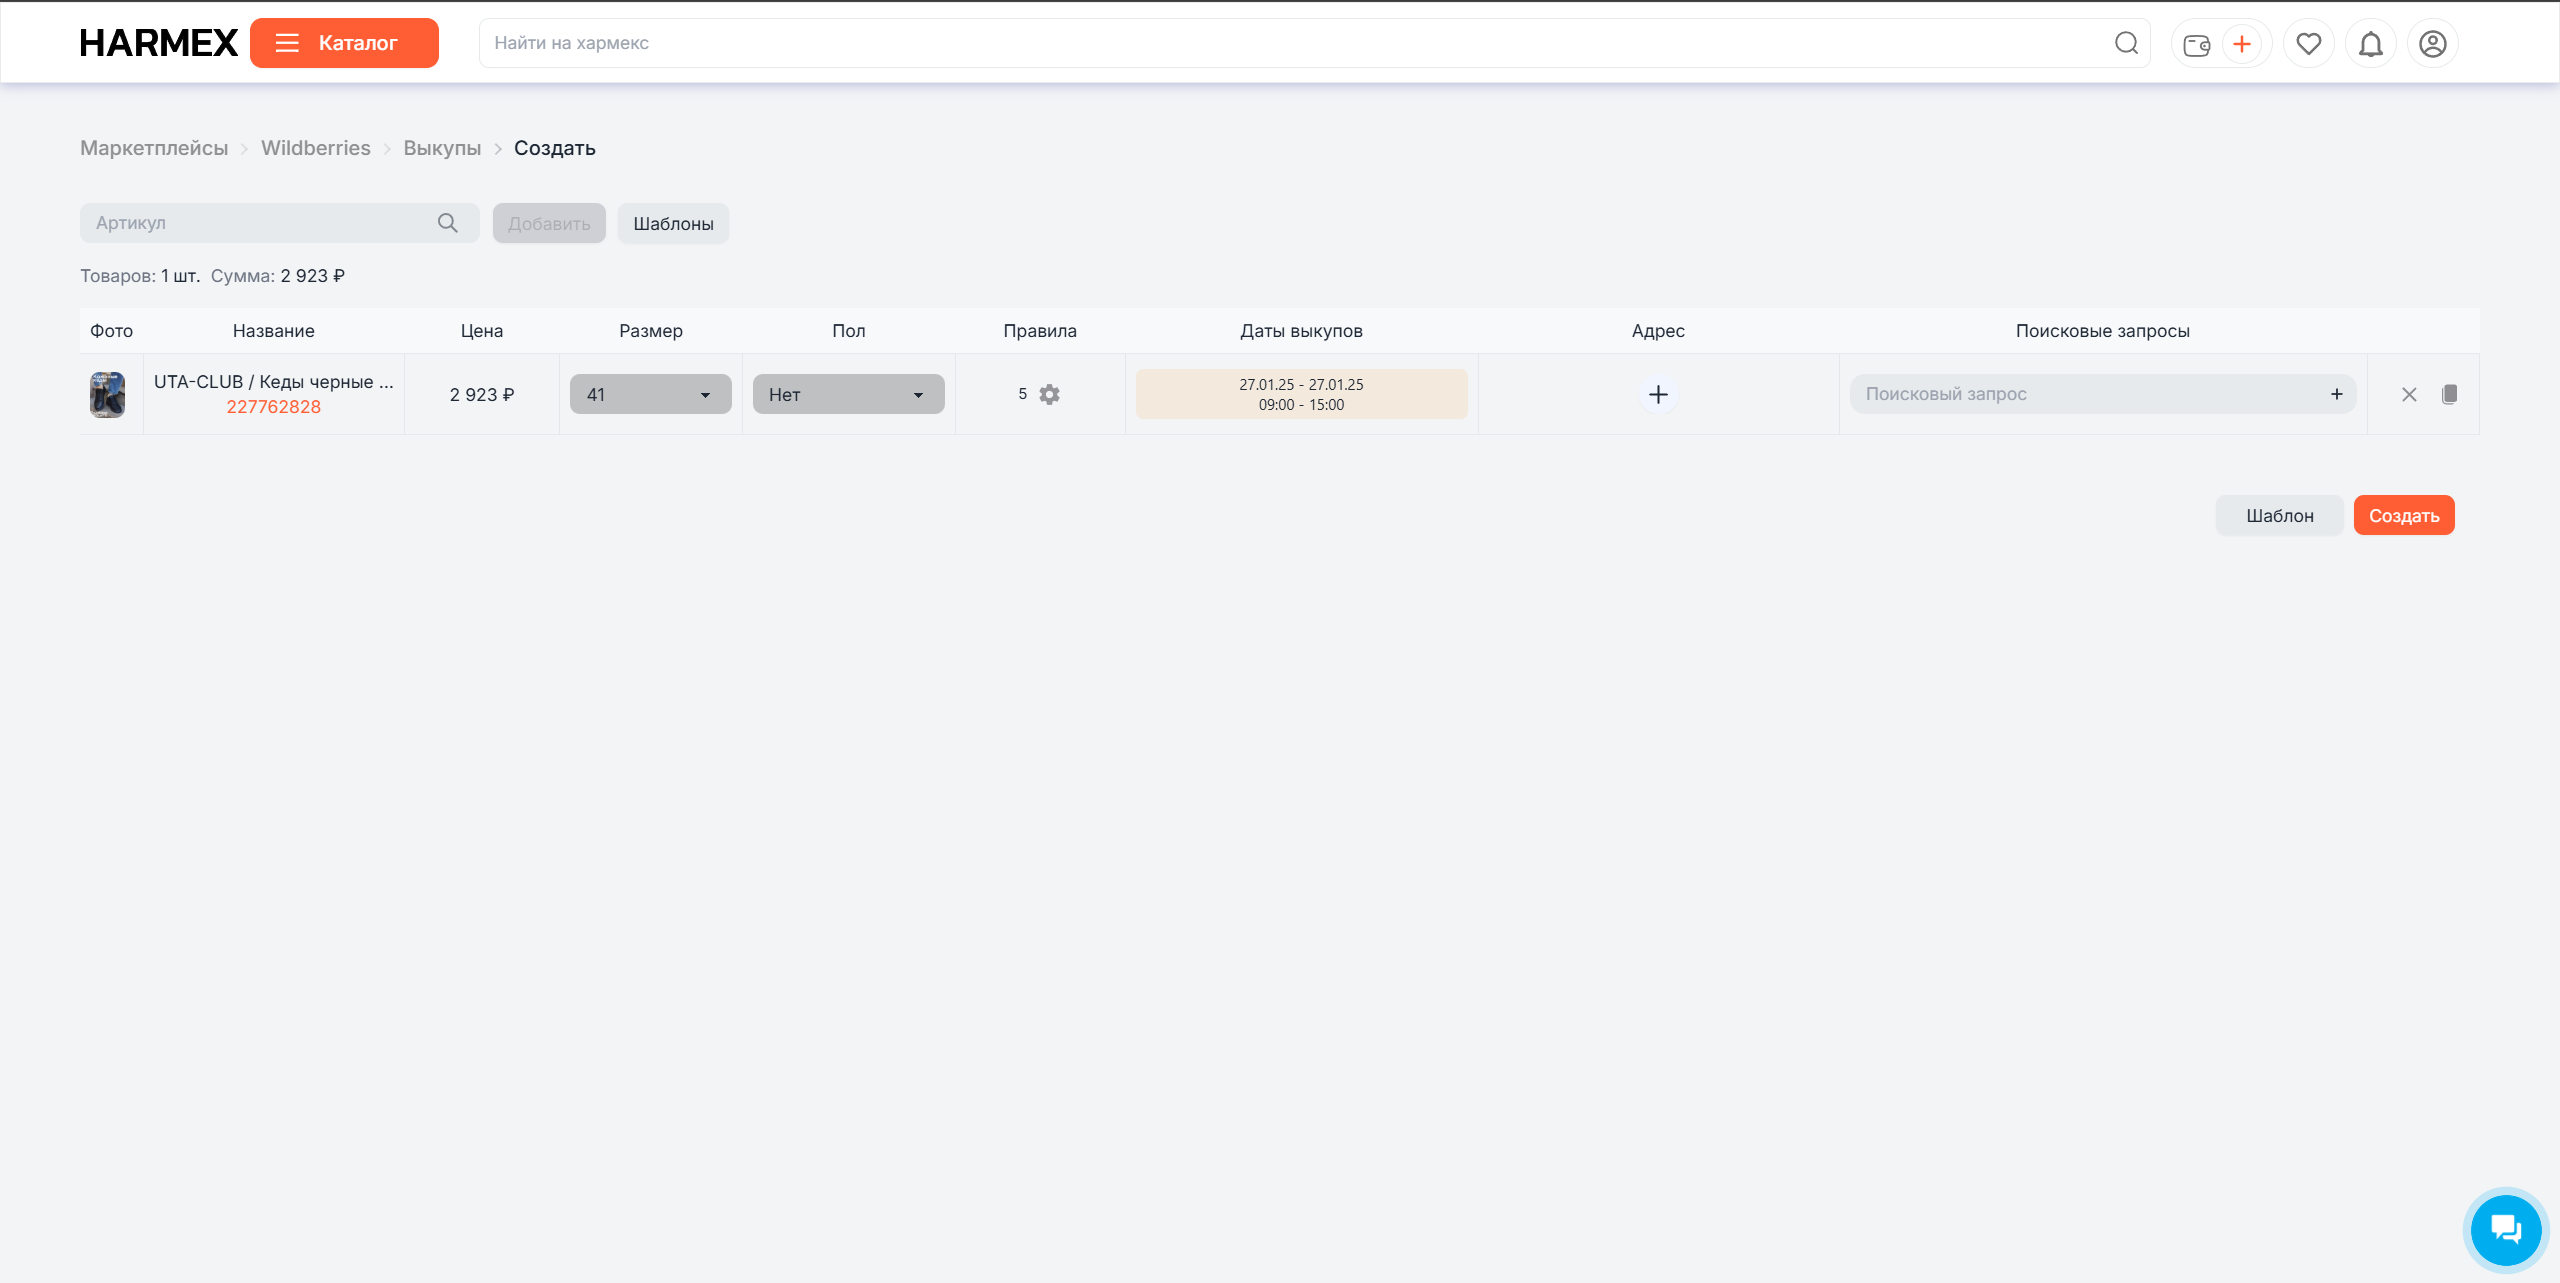 HARMEX
Каталог
Найти на хармекс
Маркетплейсы > Wildberries > Выкупы > Создать
Артикул
Добавить
Шаблоны
Товаров: 1 шт. Сумма: 2 923 ₽
Фото Название Цена Размер Пол Правила Даты выкупов Адрес Поисковые запросы
UTA-CLUB / Кеды черные ...
227762828
2 923 ₽
41
Нет
5
27.01.25 - 27.01.25
09:00 - 15:00
Поисковый запрос
Шаблон
Создать